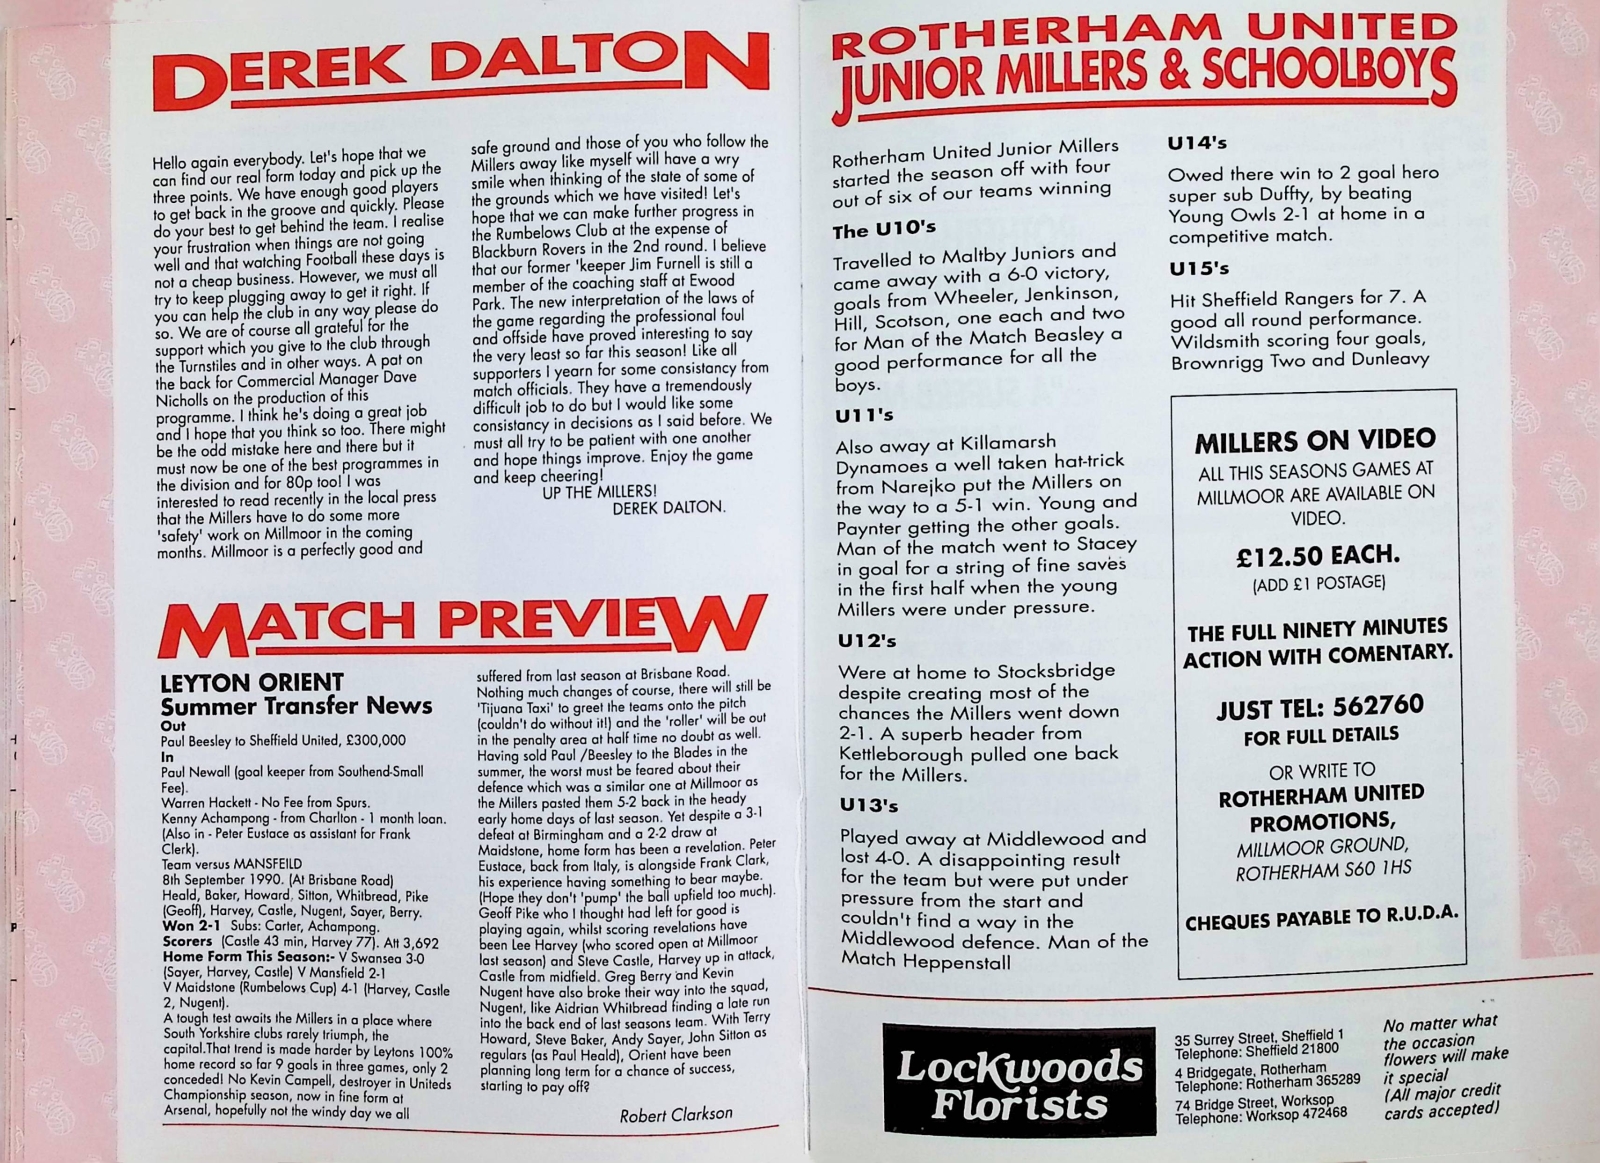 DEREK DALTON
Hello again everybody. Let's hope that we
can find our real form today and pick up the
three points. We have enough good players
to get back in the groove and quickly. Please
do your best to get behind the team. I realise
your frustration when things are not going
well and that watching Football these days is
not a cheap business. However, we must all
try to keep plugging away to get it right. If
you can help the club in any way please do
so. We are of course all grateful for the
support which you give to the club through
the Turnstiles and in other ways. A pat on
the back for Commercial Manager Dave
Nicholls on the production of this
programme. I think he's doing a great job
and I hope that you think so too. There might
be the odd mistake here and there but it
must now be one of the best programmes in
the division and for 80p too! I was
interested to read recently in the local press
that the Millers have to do some more
'safety' work on Millmoor in the coming
months. Millmoor is a perfectly good and
safe ground and those of you who follow the
Millers away like myself will have a wry
smile when thinking of the state of some of
the grounds which we have visited! Let's
hope that we can make further progress in
the Rumbelows Club at the expense of
Blackburn Rovers in the 2nd round. I believe
that our former 'keeper Jim Furnell is still a
member of the coaching staff at Ewood
Park. The new interpretation of the laws of
the game regarding the professional foul
and offside have proved interesting to say
the very least so far this season! Like all
supporters I yearn for some consistancy from
match officials. They have a tremendously
difficult job to do but I would like some
consistancy in decisions as I said before. We
must all try to be patient with one another
and hope things improve. Enjoy the game
and keep cheering!
UP THE MILLERS!
DEREK DALTON.
MATCH PREVIEW
LEYTON ORIENT
Summer Transfer News
Out
Paul Beesley to Sheffield United, £300,000
In
Paul Newall (goal keeper from Southend-Small
Fee).
Warren Hackett - No Fee from Spurs.
Kenny Achampong - from Charlton - 1 month loan.
(Also in - Peter Eustace as assistant for Frank
Clerk).
Team versus MANSFEILD
8th September 1990. (At Brisbane Road)
Heald, Baker, Howard, Sitton, Whitbread, Pike
(Geoff), Harvey, Castle, Nugent, Sayer, Berry.
Won 2-1 Subs: Carter, Achampong.
Scorers (Castle 43 min, Harvey 77). Att 3,692
Home Form This Season:- V Swansea 3-0
(Sayer, Harvey, Castle) V Mansfield 2-1
V Maidstone (Rumbelows Cup) 4-1 (Harvey, Castle
2, Nugent).
A tough test awaits the Millers in a place where
South Yorkshire clubs rarely triumph, the
capital.That trend is made harder by Leytons 100%
home record so far 9 goals in three games, only 2
conceded! No Kevin Campell, destroyer in Uniteds
Championship season, now in fine form at
Arsenal, hopefully not the windy day we all
suffered from last season at Brisbane Road.
Nothing much changes of course, there will still be
'Tijuana Taxi' to greet the teams onto the pitch
(couldn't do without it!) and the 'roller' will be out
in the penalty area at half time no doubt as well.
Having sold Paul /Beesley to the Blades in the
summer, the worst must be feared about their
defence which was a similar one at Millmoor as
the Millers pasted them 5-2 back in the heady
early home days of last season. Yet despite a 3-1
defeat at Birmingham and a 2-2 draw at
Maidstone, home form has been a revelation. Peter
Eustace, back from Italy, is alongside Frank Clark,
his experience having something to bear maybe.
(Hope they don't 'pump' the ball upfield too much).
Geoff Pike who I thought had left for good is
playing again, whilst scoring revelations have
been Lee Harvey (who scored open at Millmoor
last season) and Steve Castle, Harvey up in attack,
Castle from midfield. Greg Berry and Kevin
Nugent have also broke their way into the squad,
Nugent, like Aidrian Whitbread finding a late run
into the back end of last seasons team. With Terry
Howard, Steve Baker, Andy Sayer, John Sitton as
regulars (as Paul Heald), Orient have been
planning long term for a chance of success,
starting to pay off?
Robert Clarkson
ROTHERHAM UNITED
JUNIOR MILLERS & SCHOOLBOYS
Rotherham United Junior Millers
started the season off with four
out of six of our teams winning
The U10's
Travelled to Maltby Juniors and
came away with a 6-0 victory,
goals from Wheeler, Jenkinson,
Hill, Scotson, one each and two
for Man of the Match Beasley a
good performance for all the
boys.
U11's
Also away at Killamarsh
Dynamoes a well taken hat-trick
from Narejko put the Millers on
the way to a 5-1 win. Young and
Paynter getting the other goals.
Man of the match went to Stacey
in goal for a string of fine saves
in the first half when the young
Millers were under pressure.
U12's
Were at home to Stocksbridge
despite creating most of the
chances the Millers went down
2-1. A superb header from
Kettleborough pulled one back
for the Millers.
U13's
Played away at Middlewood and
lost 4-0. A disappointing result
for the team but were put under
pressure from the start and
couldn't find a way in the
Middlewood defence. Man of the
Match Heppenstall
U14's
Owed there win to 2 goal hero
super sub Duffty, by beating
Young Owls 2-1 at home in a
competitive match.
U15's
Hit Sheffield Rangers for 7. A
good all round performance.
Wildsmith scoring four goals,
Brownrigg Two and Dunleavy
MILLERS ON VIDEO
ALL THIS SEASONS GAMES AT
MILLMOOR ARE AVAILABLE ON
VIDEO.
£12.50 EACH.
(ADD £1 POSTAGE)
THE FULL NINETY MINUTES
ACTION WITH COMENTARY.
JUST TEL: 562760
FOR FULL DETAILS
OR WRITE TO
ROTHERHAM UNITED
PROMOTIONS,
MILLMOOR GROUND,
ROTHERHAM S60 1HS
CHEQUES PAYABLE TO R.U.D.A.
Lockwoods
Florists
35 Surrey Street, Sheffield 1
Telephone: Sheffield 21800
4 Bridgegate, Rotherham
Telephone: Rotherham 365289
74 Bridge Street, Worksop
Telephone: Worksop 472468
No matter what
the occasion
flowers will make
it special
(All major credit
cards accepted)